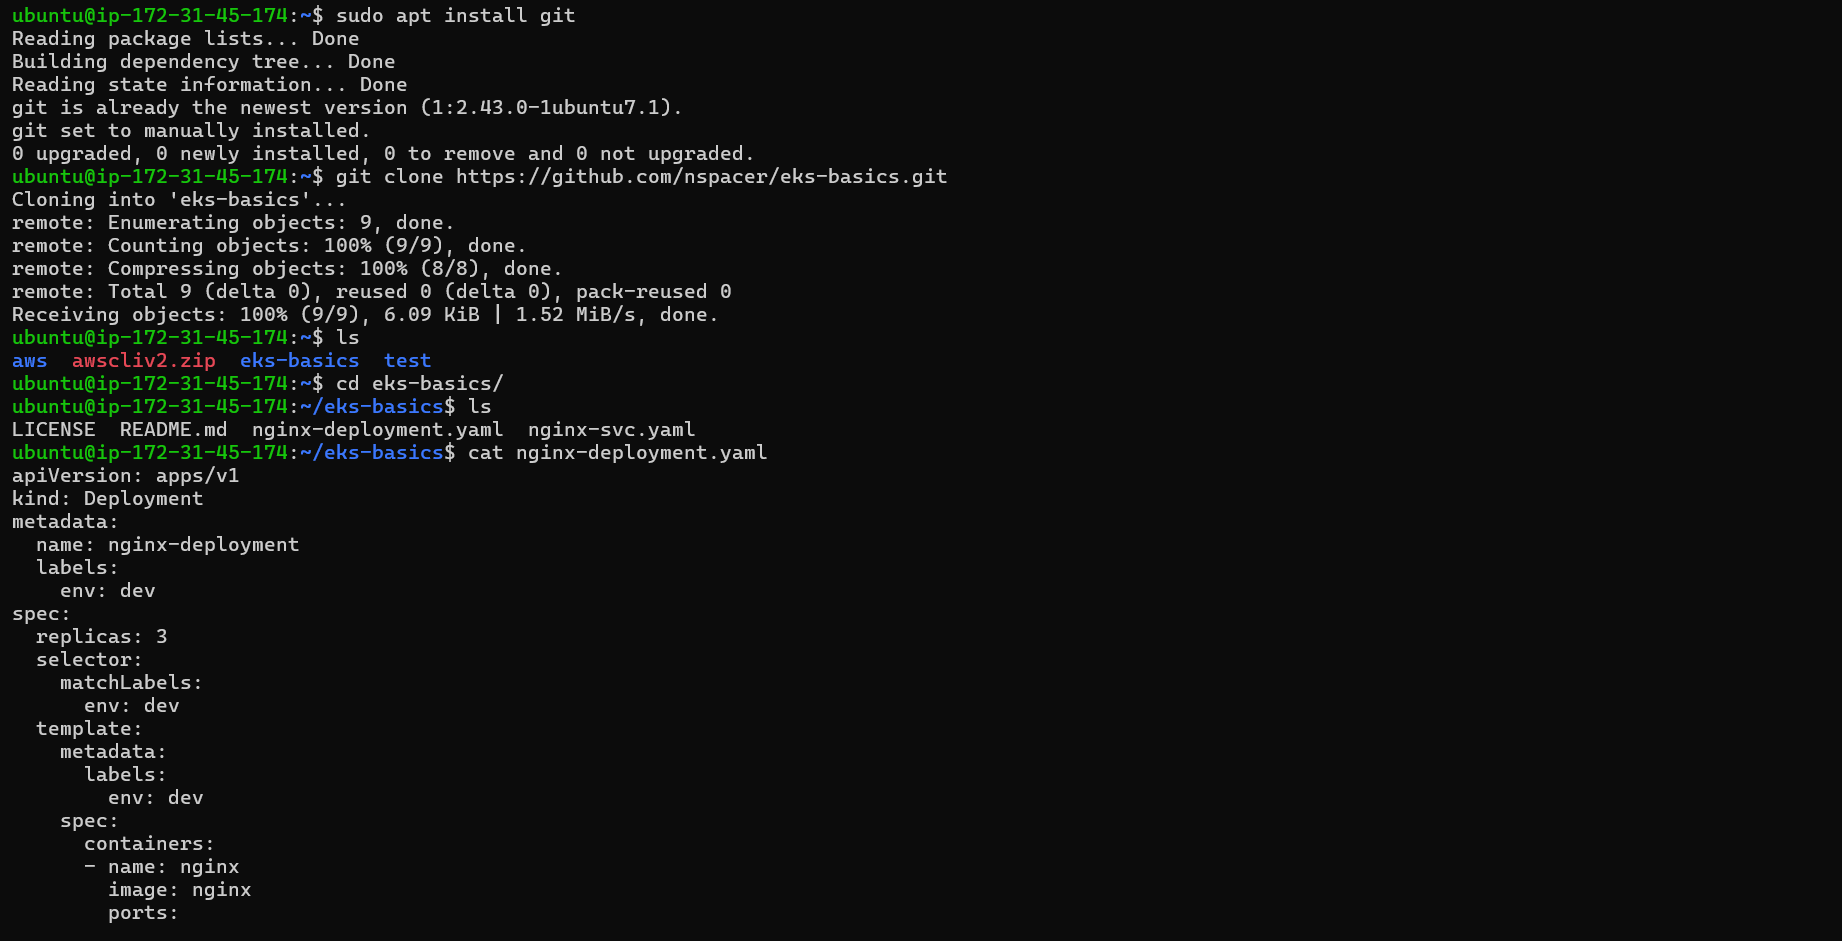 ubuntu@ip-172-31-45-174:~$ sudo apt install git
Reading package lists... Done
Building dependency tree... Done
Reading state information... Done
git is already the newest version (1:2.43.0-1ubuntu7.1).
git set to manually installed.
0 upgraded, 0 newly installed, 0 to remove and 0 not upgraded.
ubuntu@ip-172-31-45-174:~$ git clone https://github.com/nspacer/eks-basics.git
Cloning into 'eks-basics'...
remote: Enumerating objects: 9, done.
remote: Counting objects: 100% (9/9), done.
remote: Compressing objects: 100% (8/8), done.
remote: Total 9 (delta 0), reused 0 (delta 0), pack-reused 0
Receiving objects: 100% (9/9), 6.09 KiB | 1.52 MiB/s, done.
ubuntu@ip-172-31-45-174:~$ ls
aws  awscliv2.zip  eks-basics  test
ubuntu@ip-172-31-45-174:~$ cd eks-basics/
ubuntu@ip-172-31-45-174:~/eks-basics$ ls
LICENSE  README.md  nginx-deployment.yaml  nginx-svc.yaml
ubuntu@ip-172-31-45-174:~/eks-basics$ cat nginx-deployment.yaml
apiVersion: apps/v1
kind: Deployment
metadata:
  name: nginx-deployment
  labels:
    env: dev
spec:
  replicas: 3
  selector:
    matchLabels:
      env: dev
  template:
    metadata:
      labels:
        env: dev
    spec:
      containers:
      - name: nginx
        image: nginx
        ports: